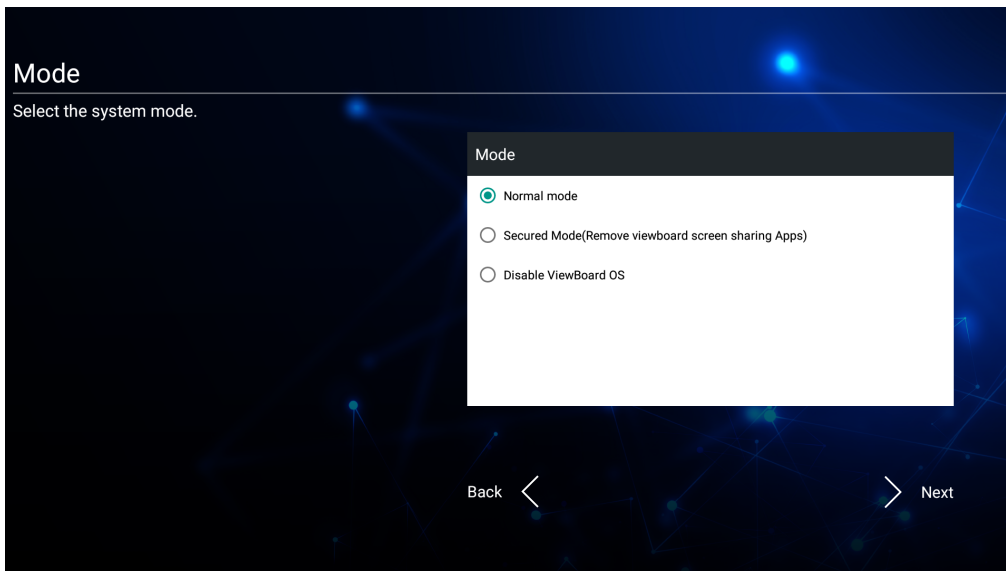 Mode
Select the system mode.
Mode
Normal mode
Secured Mode(Remove viewboard screen sharing Apps)
Disable ViewBoard OS
Back
Next